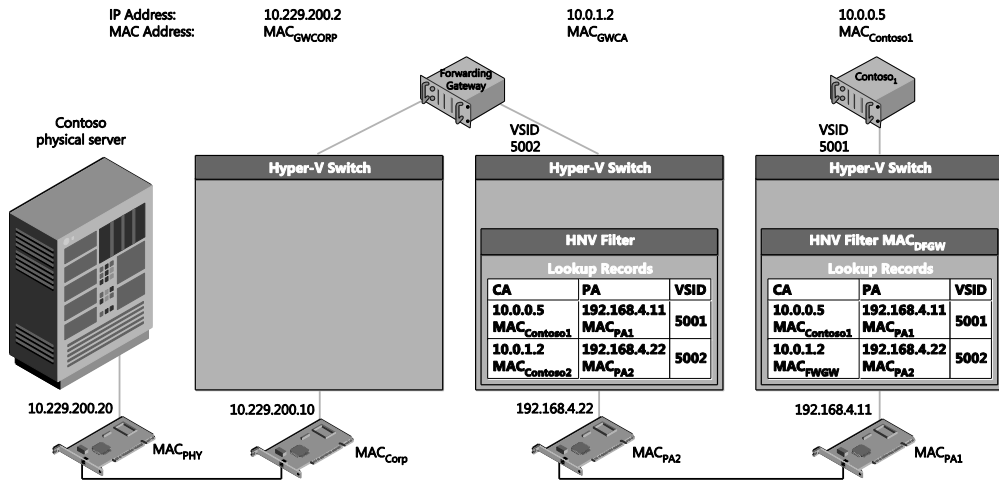 IP Address: 10.229.200.2 10.0.1.2 10.0.0.5
MAC Address: MACGWCORP MACGWCA MACContoso1
Forwarding
Gateway
Contoso1
Contoso
physical server
VSID
5002
VSID
5001
Hyper-V Switch
Hyper-V Switch
Hyper-V Switch
HNV Filter
Lookup Records
CA PA VSID
10.0.0.5 192.168.4.11 5001
MACContoso1 MACPA1
10.0.1.2 192.168.4.22 5002
MACContoso2 MACPA2
HNV Filter MACDFGW
Lookup Records
CA PA VSID
10.0.0.5 192.168.4.11 5001
MACContoso1 MACPA1
10.0.1.2 192.168.4.22 5002
MACFWGW MACPA2
10.229.200.20 10.229.200.10 192.168.4.22 192.168.4.11
MACPHY MACCorp MACPA2 MACPA1